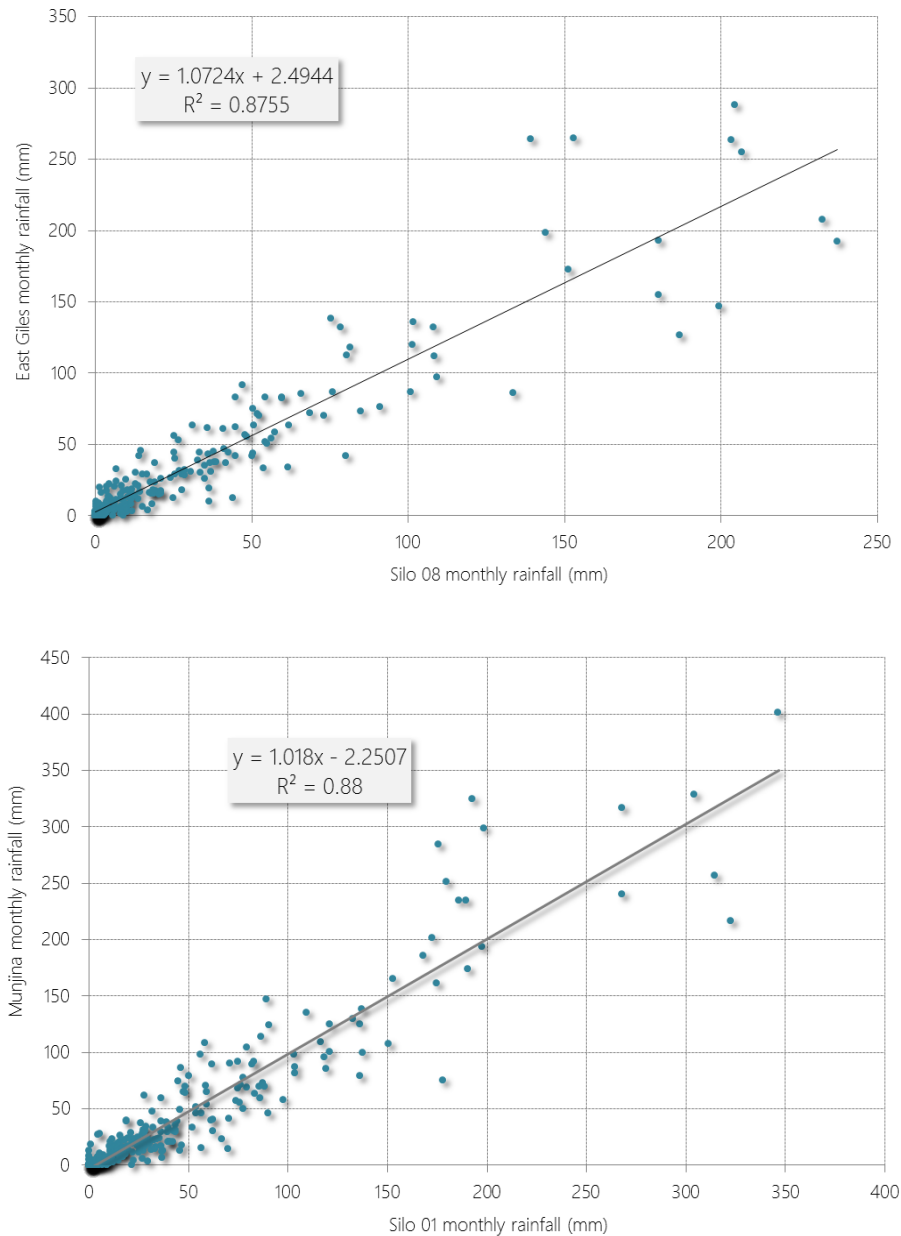 350
300
250
200
150
100
50
0
East Giles monthly rainfall (mm)
y = 1.0724x + 2.4944
R² = 0.8755
0 50 100 150 200 250
Silo 08 monthly rainfall (mm)
450
400
350
300
250
200
150
100
50
0
Munjina monthly rainfall (mm)
y = 1.018x - 2.2507
R² = 0.88
0 50 100 150 200 250 300 350 400
Silo 01 monthly rainfall (mm)